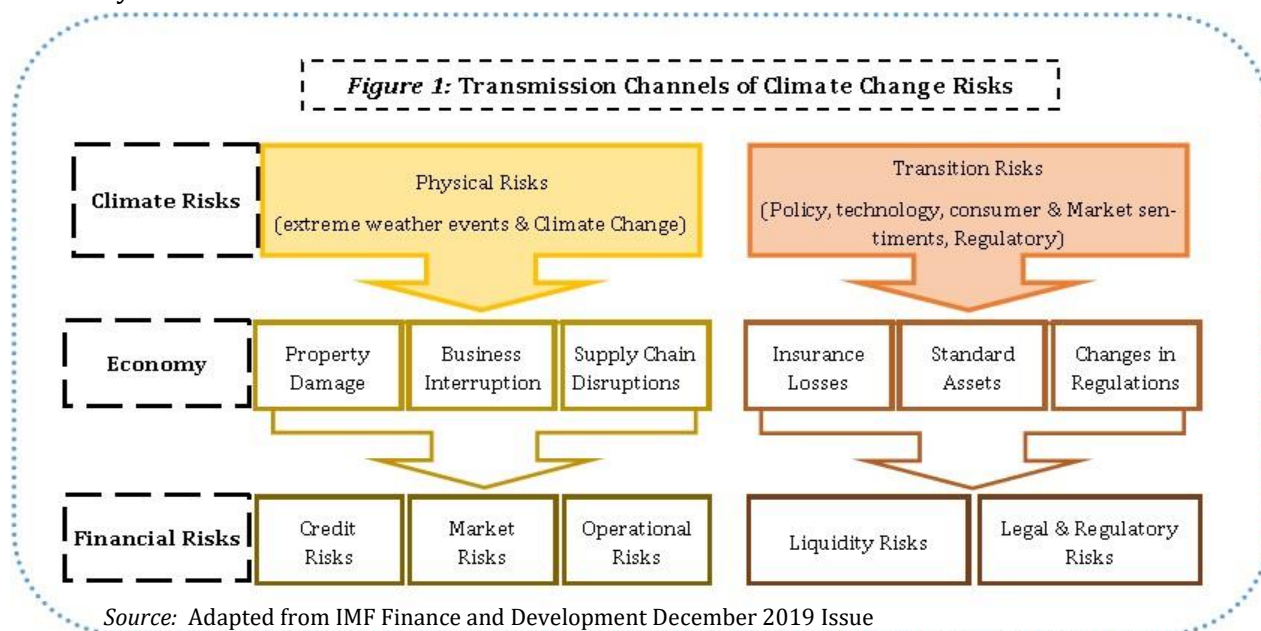 Figure 1: Transmission Channels of Climate Change Risks
Climate Risks
Physical Risks
(extreme weather events & Climate Change)
Transition Risks
(Policy, technology, consumer & Market sen-
timents, Regulatory)
Economy
Property
Damage
Business
Interruption
Supply Chain
Disruptions
Insurance
Losses
Standard
Assets
Changes in
Regulations
Financial Risks
Credit
Risks
Market
Risks
Operational
Risks
Liquidity Risks
Legal & Regulatory
Risks
Source: Adapted from IMF Finance and Development December 2019 Issue